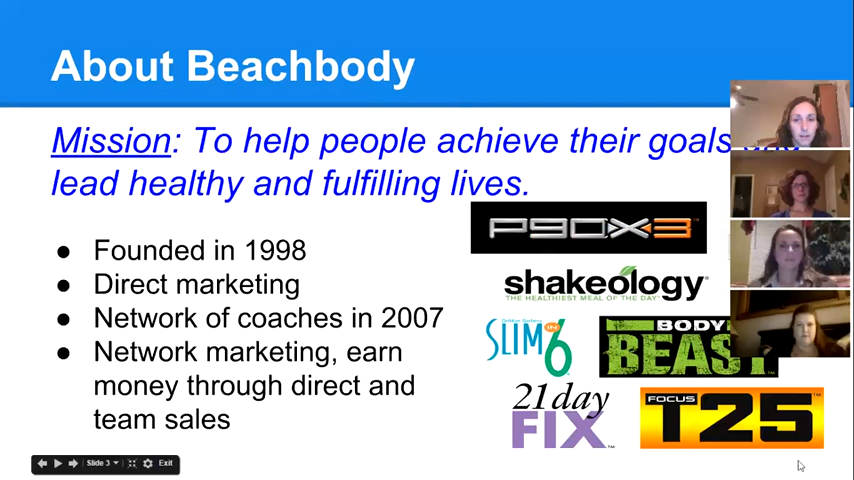 About Beachbody
Mission: To help people achieve their goals and
lead healthy and fulfilling lives.
● Founded in 1998
● Direct marketing
● Network of coaches in 2007
● Network marketing, earn
money through direct and
team sales
P90X3
shakeology
THE HEALTHIEST MEAL OF THE DAY
SLIM IN 6
BODY
BEAST
21 day
FIX
FOCUS
T25
Slide 3
Exit